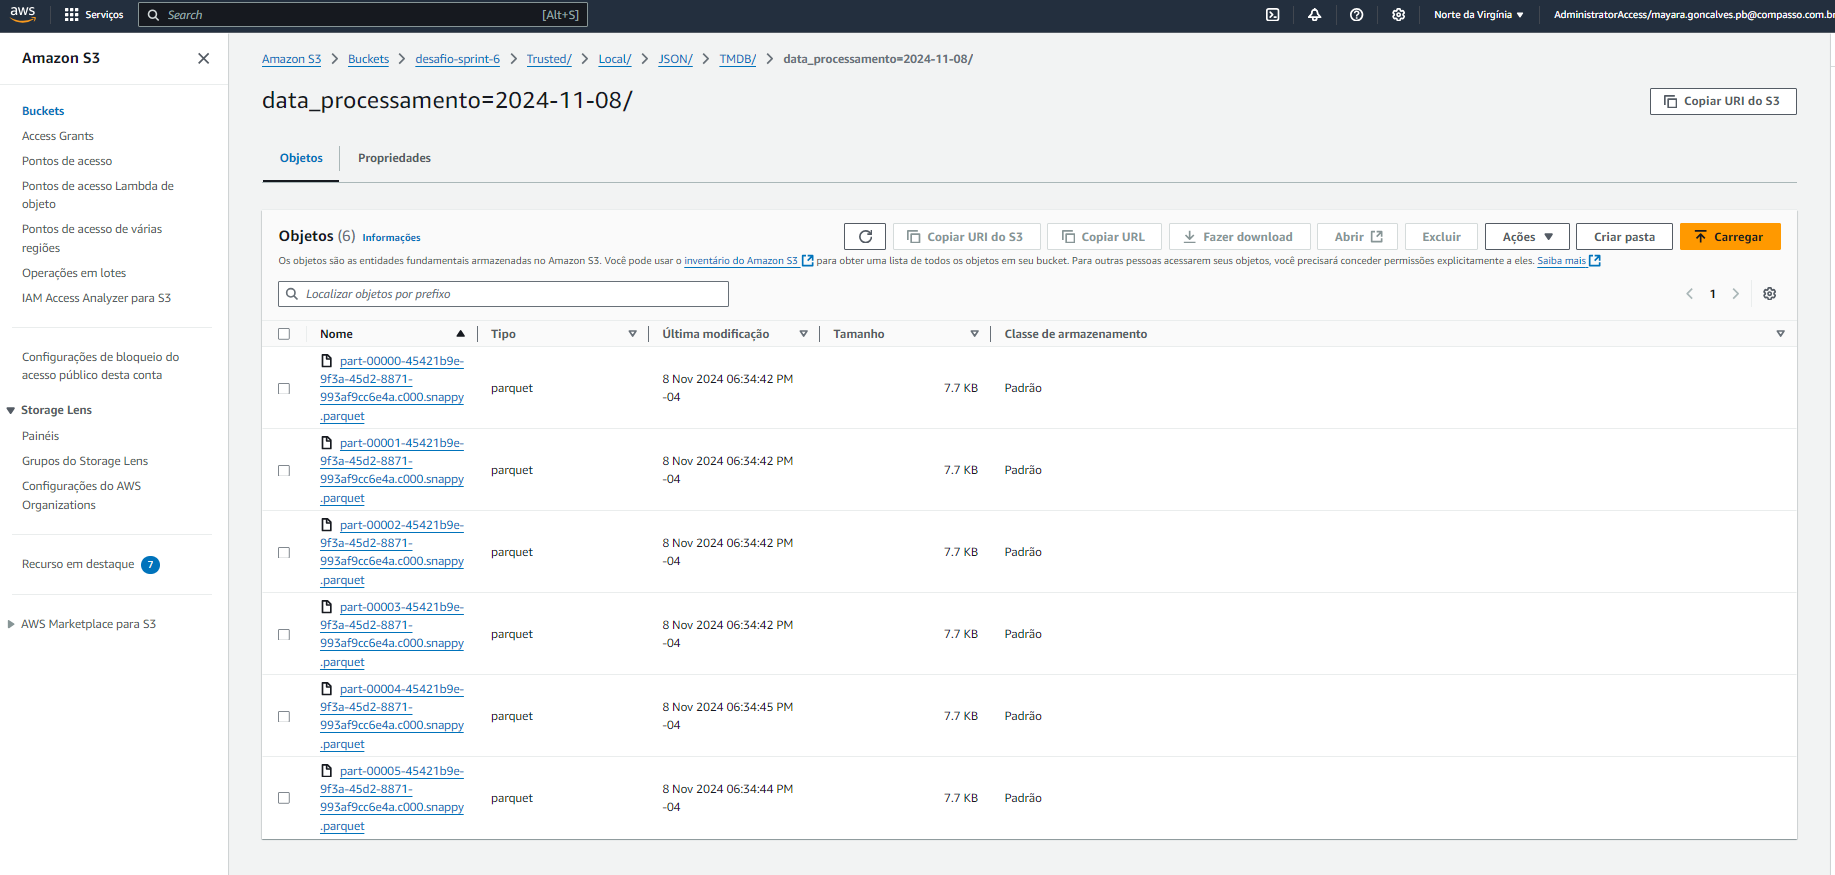 aws
Serviços
Search
[Alt+S]
Norte da Virgínia
AdministratorAccess/mayara.goncalves.pb@compasso.com.br
Amazon S3
Buckets
Access Grants
Pontos de acesso
Pontos de acesso Lambda de
objeto
Pontos de acesso de várias
regiões
Operações em lotes
IAM Access Analyzer para S3
Configurações de bloqueio do
acesso público desta conta
Storage Lens
Painéis
Grupos do Storage Lens
Configurações do AWS
Organizations
Recurso em destaque 7
AWS Marketplace para S3
Amazon S3 > Buckets > desafio-sprint-6 > Trusted/ > Local/ > JSON/ > TMDB/ > data_processamento=2024-11-08/
data_processamento=2024-11-08/
Copiar URI do S3
Objetos
Propriedades
Objetos (6) Informações
Copiar URI do S3
Copiar URL
Fazer download
Abrir
Excluir
Ações
Criar pasta
Carregar
Os objetos são as entidades fundamentais armazenadas no Amazon S3. Você pode usar o inventário do Amazon S3 para obter uma lista de todos os objetos em seu bucket. Para outras pessoas acessarem seus objetos, você precisará conceder permissões explicitamente a eles. Saiba mais
Localizar objetos por prefixo
1
Nome
Tipo
Última modificação
Tamanho
Classe de armazenamento
part-00000-45421b9e-
9f3a-45d2-8871-
993af9cc6e4a.c000.snappy
.parquet
parquet
8 Nov 2024 06:34:42 PM
-04
7.7 KB
Padrão
part-00001-45421b9e-
9f3a-45d2-8871-
993af9cc6e4a.c000.snappy
.parquet
parquet
8 Nov 2024 06:34:42 PM
-04
7.7 KB
Padrão
part-00002-45421b9e-
9f3a-45d2-8871-
993af9cc6e4a.c000.snappy
.parquet
parquet
8 Nov 2024 06:34:42 PM
-04
7.7 KB
Padrão
part-00003-45421b9e-
9f3a-45d2-8871-
993af9cc6e4a.c000.snappy
.parquet
parquet
8 Nov 2024 06:34:42 PM
-04
7.7 KB
Padrão
part-00004-45421b9e-
9f3a-45d2-8871-
993af9cc6e4a.c000.snappy
.parquet
parquet
8 Nov 2024 06:34:45 PM
-04
7.7 KB
Padrão
part-00005-45421b9e-
9f3a-45d2-8871-
993af9cc6e4a.c000.snappy
.parquet
parquet
8 Nov 2024 06:34:44 PM
-04
7.7 KB
Padrão